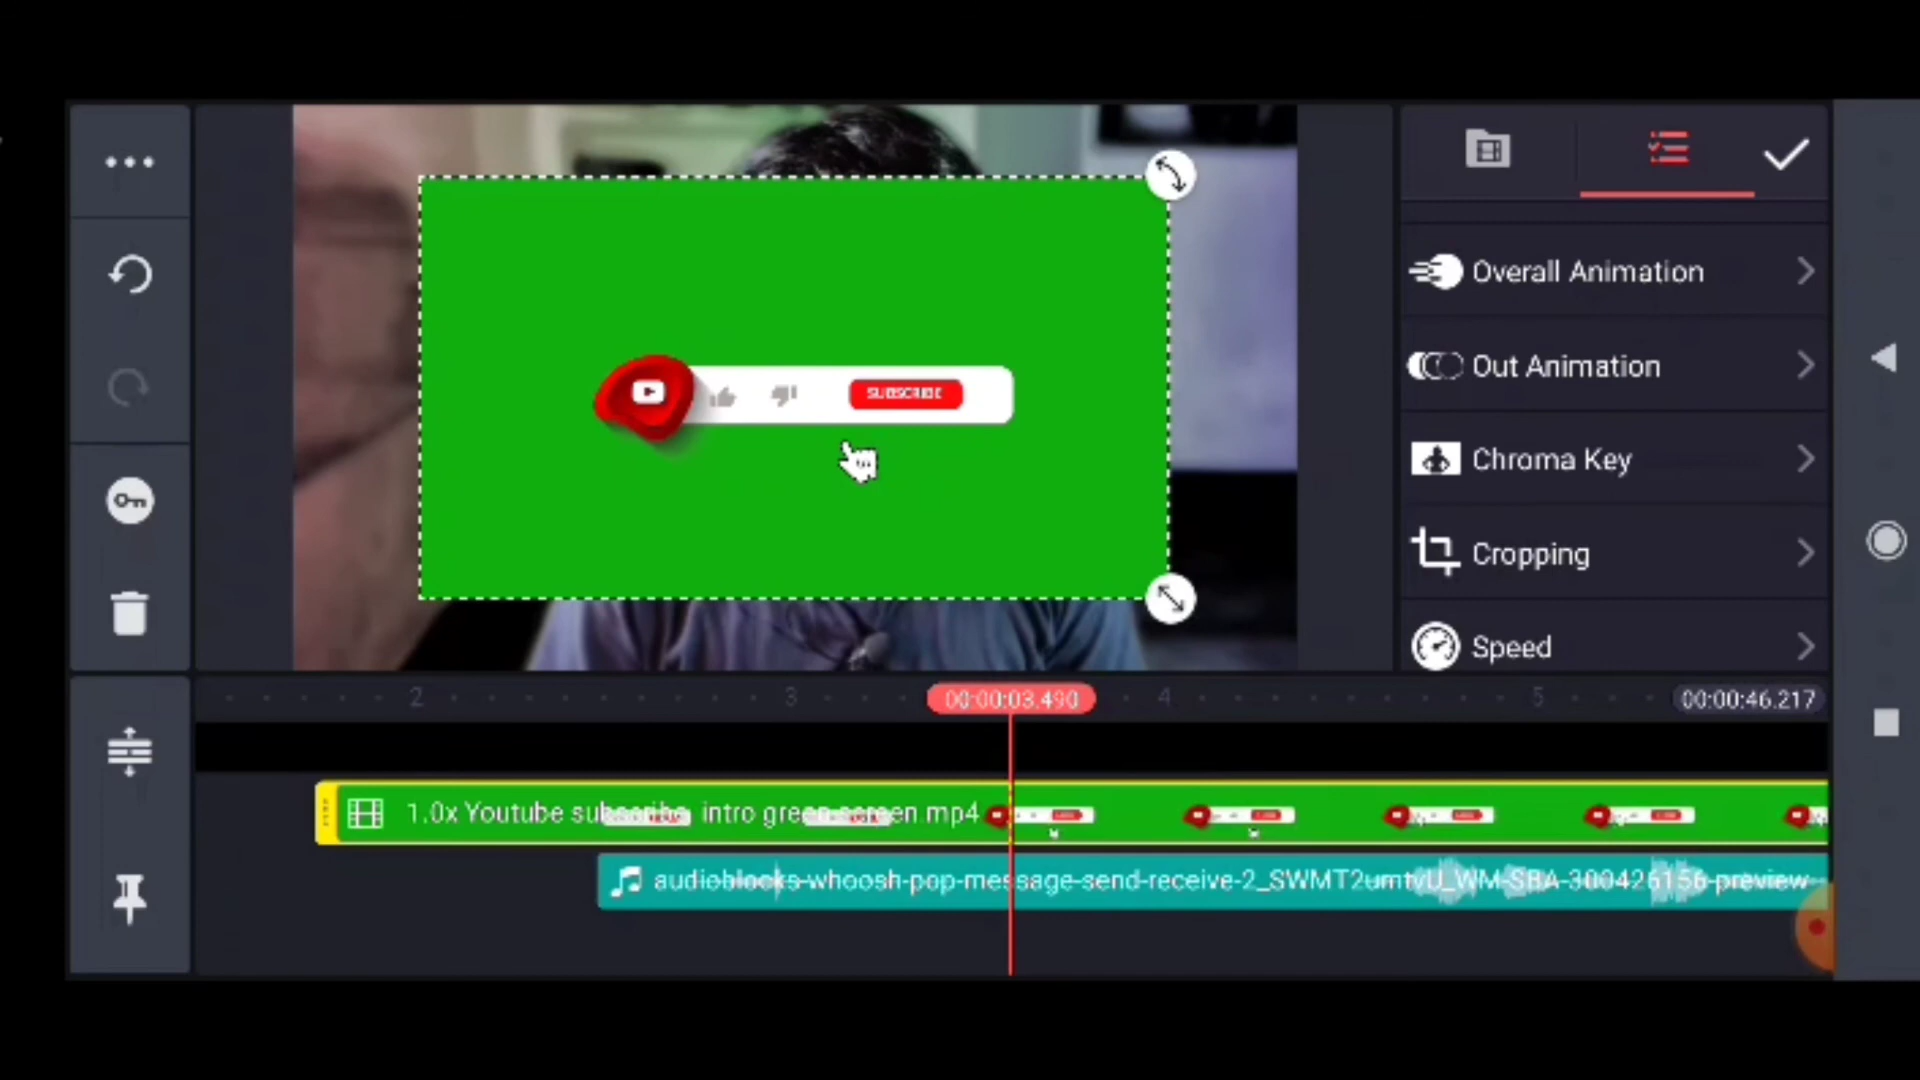 Overall Animation
Out Animation
SUBSCRIBE
Chroma Key
Cropping
Speed
2
3
00:00:03.490
4
5
00:00:46.217
1.0x Youtube subscribe intro green screen.mp4
audioblocks-whoosh-pop-message-send-receive-2_SWMT2umtvU_WM-SBA-300426156-preview